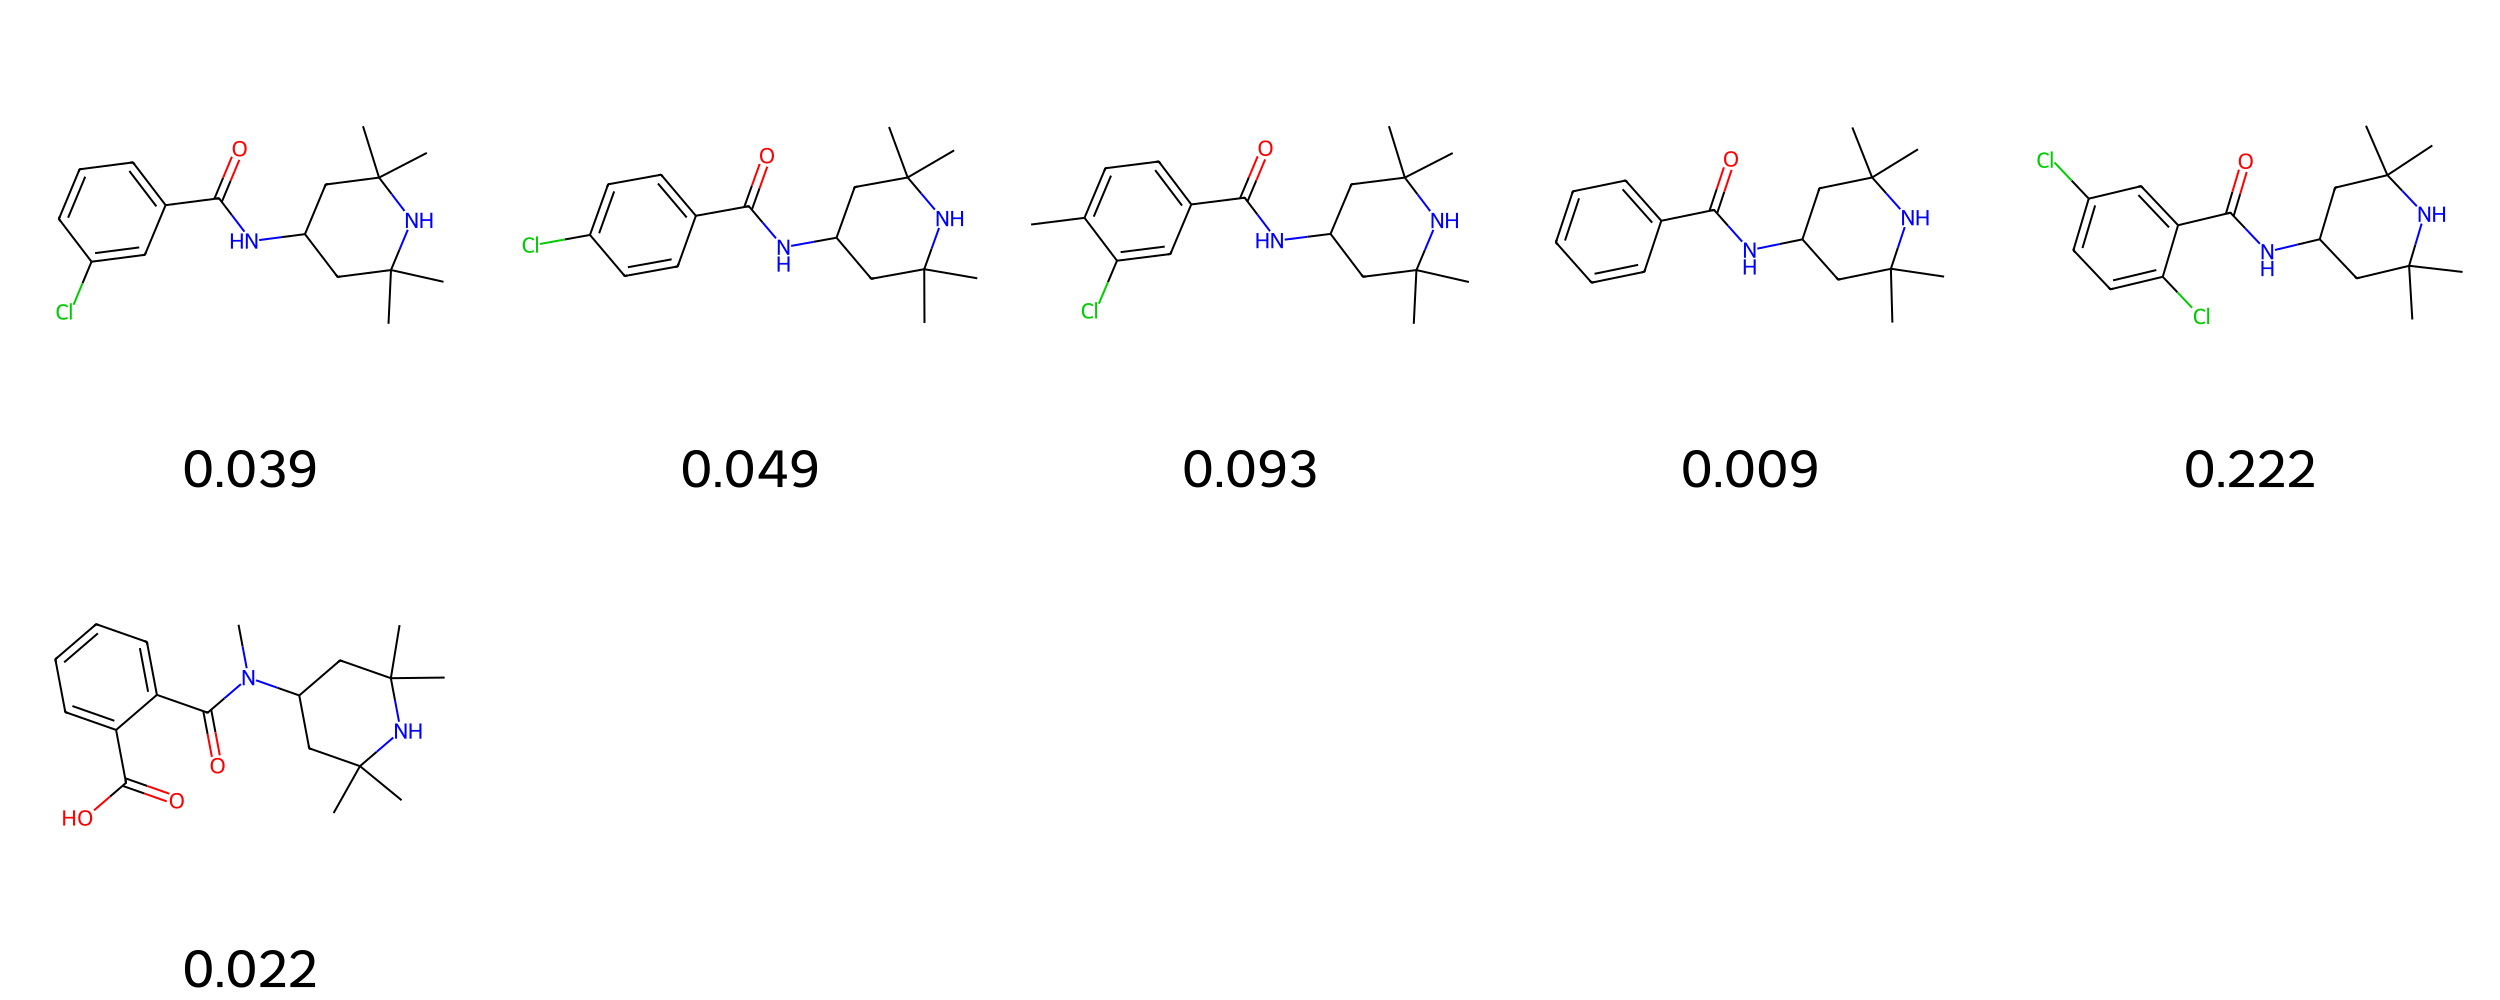 O O O O Cl O
HN NH Cl N H NH HN NH N H NH N H NH
Cl Cl Cl
0.039 0.049 0.093 0.009 0.222
N
NH
O
O
HO
0.022